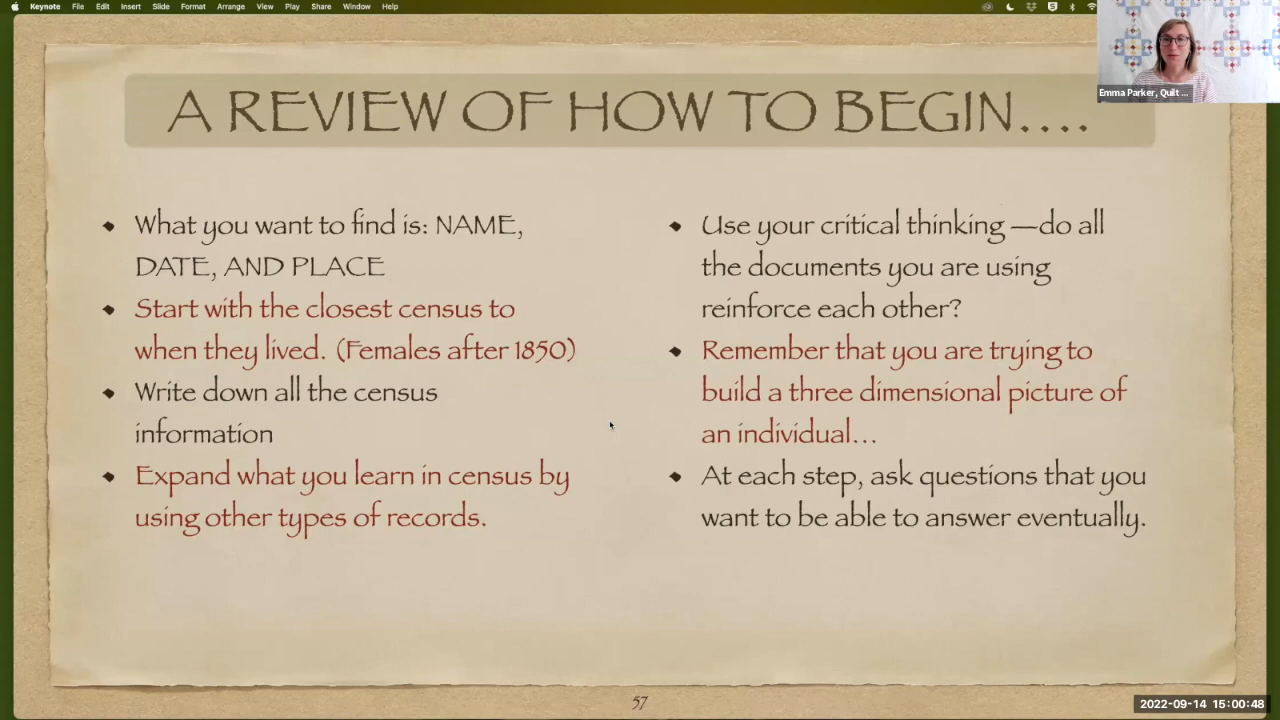 Keynote File Edit Insert Slide Format Arrange View Play Share Window Help
Emma Parker, Quilt ...
A REVIEW OF HOW TO BEGIN....
• What you want to find is: NAME,
DATE, AND PLACE
• Start with the closest census to
when they lived. (Females after 1850)
• Write down all the census
information
• Expand what you learn in census by
using other types of records.
• Use your critical thinking —do all
the documents you are using
reinforce each other?
• Remember that you are trying to
build a three dimensional picture of
an individual...
• At each step, ask questions that you
want to be able to answer eventually.
57
2022-09-14 15:00:48